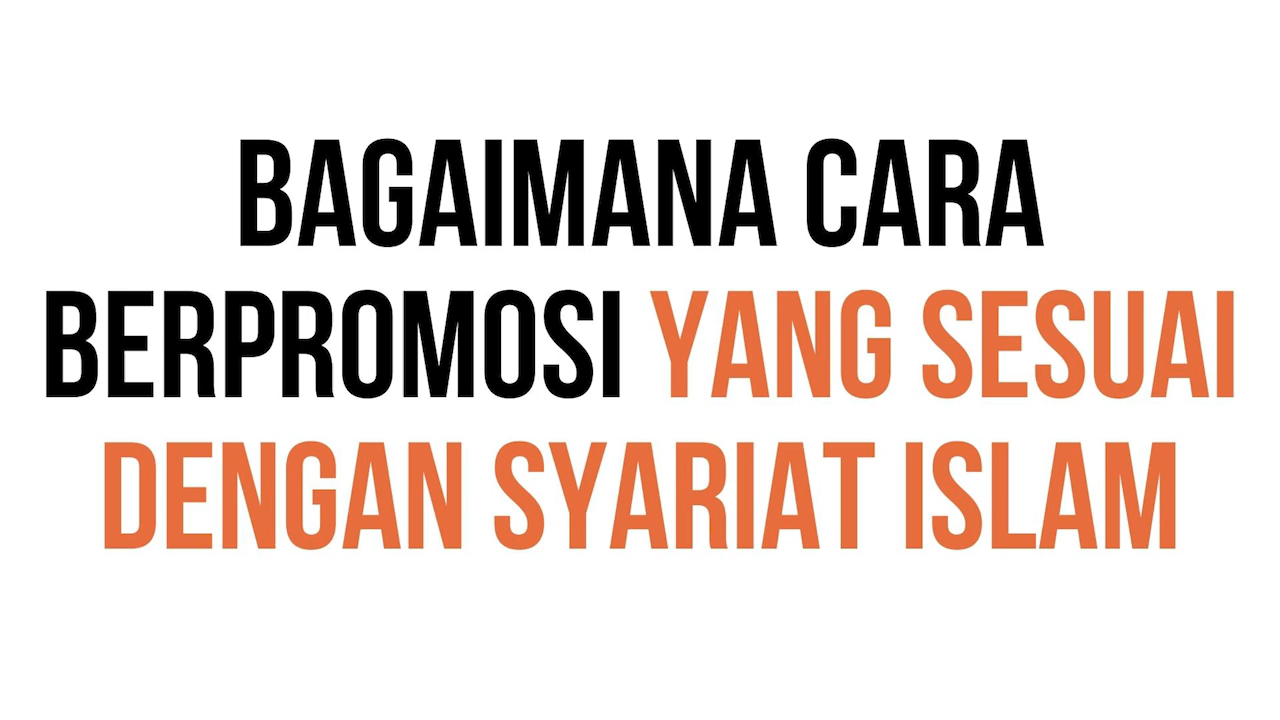 BAGAIMANA CARA
BERPROMOSI YANG SESUAI
DENGAN SYARIAT ISLAM